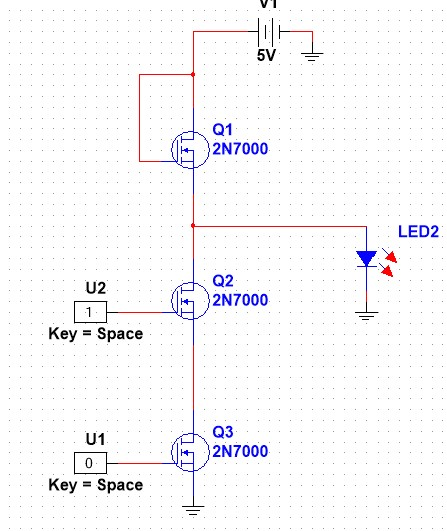 V1
5V
Q1
2N7000
LED2
Q2
2N7000
U2
1
Key = Space
Q3
2N7000
U1
0
Key = Space